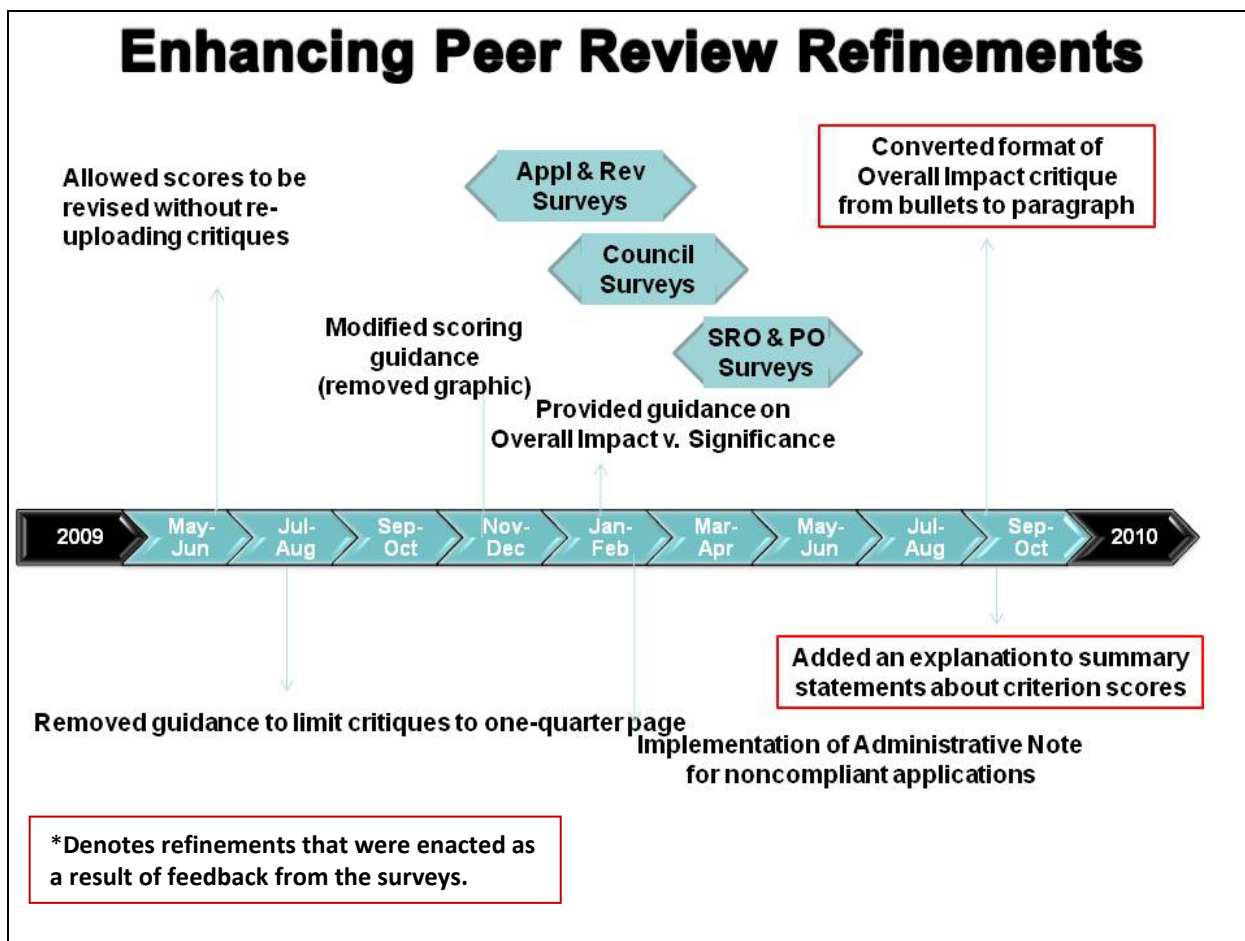 Enhancing Peer Review Refinements
Allowed scores to be
revised without re-
uploading critiques
Appl & Rev
Surveys
Council
Surveys
SRO & PO
Surveys
Converted format of
Overall Impact critique
from bullets to paragraph
Modified scoring
guidance
(removed graphic)
Provided guidance on
Overall Impact v. Significance
2009
May-
Jun
Jul-
Aug
Sep-
Oct
Nov-
Dec
Jan-
Feb
Mar-
Apr
May-
Jun
Jul-
Aug
Sep-
Oct
2010
Removed guidance to limit critiques to one-quarter page
Implementation of Administrative Note
for noncompliant applications
Added an explanation to summary
statements about criterion scores
*Denotes refinements that were enacted as
a result of feedback from the surveys.